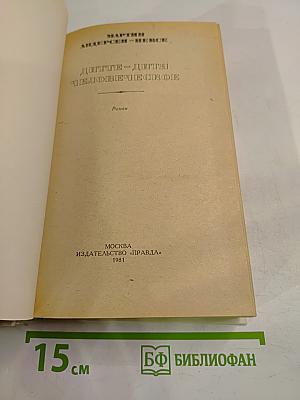 МАРТИН
АНДЕРСЕН-НЕКСЕ
ДИТТЕ-ДИТЯ
ЧЕЛОВЕЧЕСКОЕ
Роман
МОСКВА
ИЗДАТЕЛЬСТВО «ПРАВДА»
1981
15 см
БФ БИБЛИОФАН